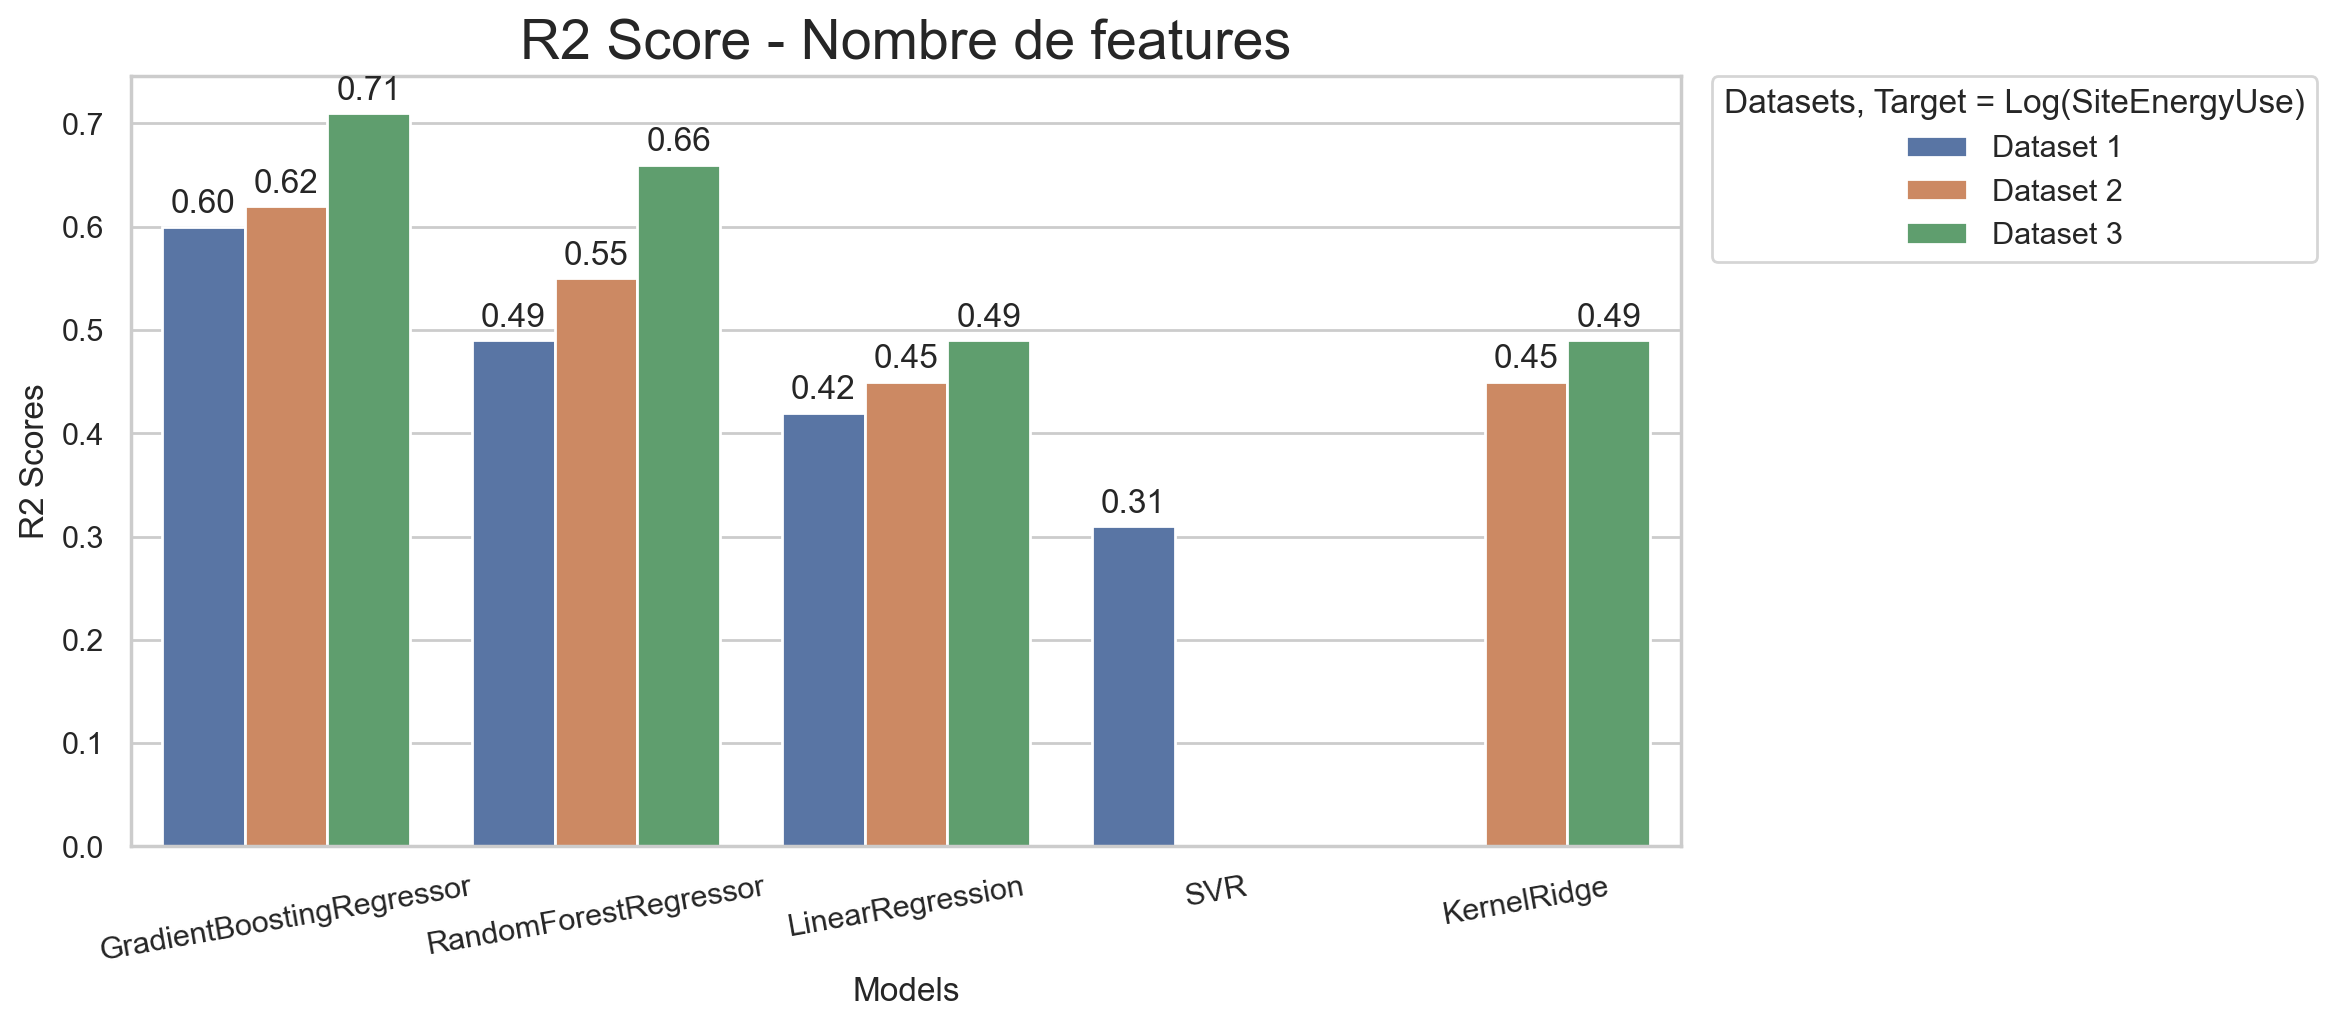 R2 Score - Nombre de features
Datasets, Target = Log(SiteEnergyUse)
Dataset 1
Dataset 2
Dataset 3
R2 Scores
0.7
0.6
0.5
0.4
0.3
0.2
0.1
0.0
0.60
0.62
0.71
0.49
0.55
0.66
0.42
0.45
0.49
0.31
0.45
0.49
GradientBoostingRegressor
RandomForestRegressor
LinearRegression
SVR
KernelRidge
Models